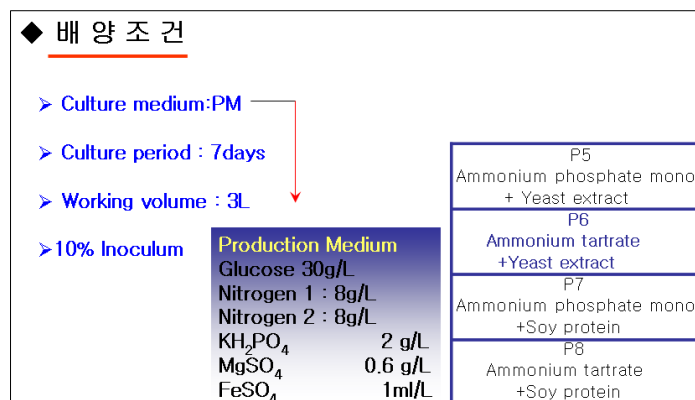 ◆ 배 양 조 건
➢ Culture medium:PM
➢ Culture period : 7days
➢ Working volume : 3L
➢10% Inoculum
Production Medium
Glucose 30g/L
Nitrogen 1 : 8g/L
Nitrogen 2 : 8g/L
KH₂PO₄ 2 g/L
MgSO₄ 0.6 g/L
FeSO₄ 1ml/L
P5
Ammonium phosphate mono
+ Yeast extract
P6
Ammonium tartrate
+Yeast extract
P7
Ammonium phosphate mono
+Soy protein
P8
Ammonium tartrate
+Soy protein